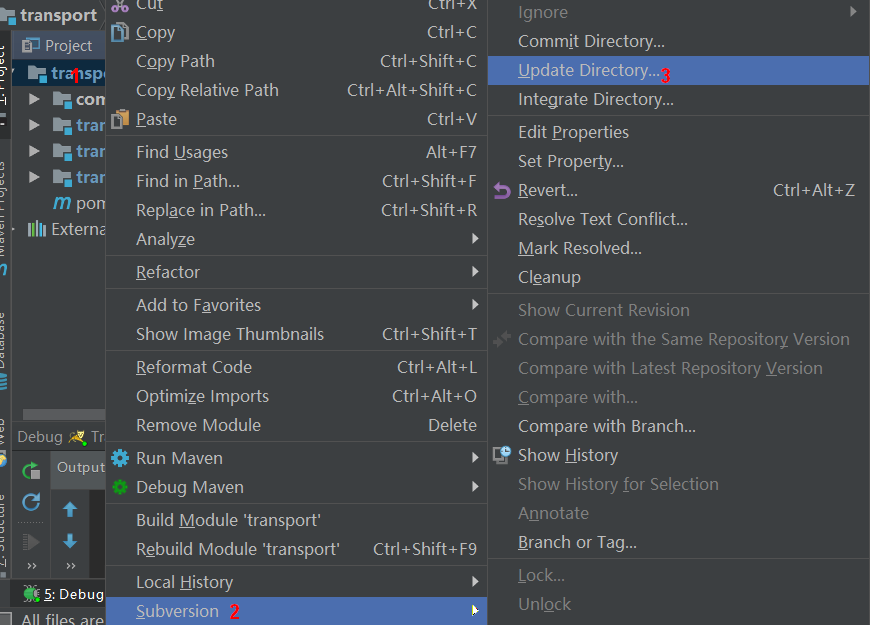 transport
Project
1
transpo
com
tran
tran
tran
pom
Externa
Maven Projects
Database
Web
Z: Structure
Debug Tr
Output
5: Debug
All files are
Cut Ctrl+X
Copy Ctrl+C
Copy Path Ctrl+Shift+C
Copy Relative Path Ctrl+Alt+Shift+C
Paste Ctrl+V
Find Usages Alt+F7
Find in Path... Ctrl+Shift+F
Replace in Path... Ctrl+Shift+R
Analyze
Refactor
Add to Favorites
Show Image Thumbnails Ctrl+Shift+T
Reformat Code Ctrl+Alt+L
Optimize Imports Ctrl+Alt+O
Remove Module Delete
Run Maven
Debug Maven
Build Module 'transport'
Rebuild Module 'transport' Ctrl+Shift+F9
Local History
Subversion 2
Ignore
Commit Directory...
Update Directory... 3
Integrate Directory...
Edit Properties
Set Property...
Revert... Ctrl+Alt+Z
Resolve Text Conflict...
Mark Resolved...
Cleanup
Show Current Revision
Compare with the Same Repository Version
Compare with Latest Repository Version
Compare with...
Compare with Branch...
Show History
Show History for Selection
Annotate
Branch or Tag...
Lock...
Unlock